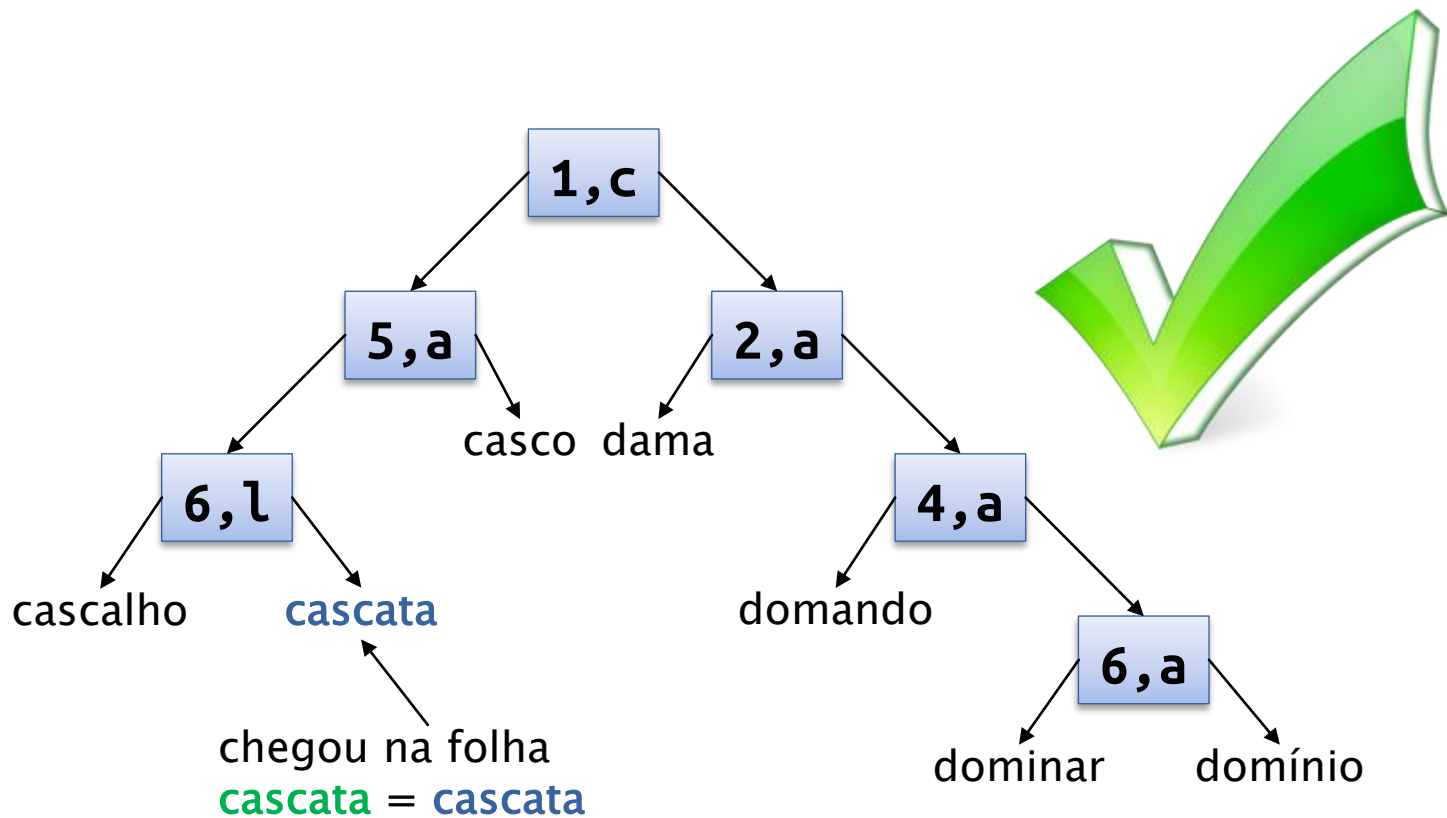 1,c
5,a
2,a
casco
dama
6,l
4,a
cascalho
cascata
domando
6,a
chegou na folha
cascata = cascata
dominar
domínio